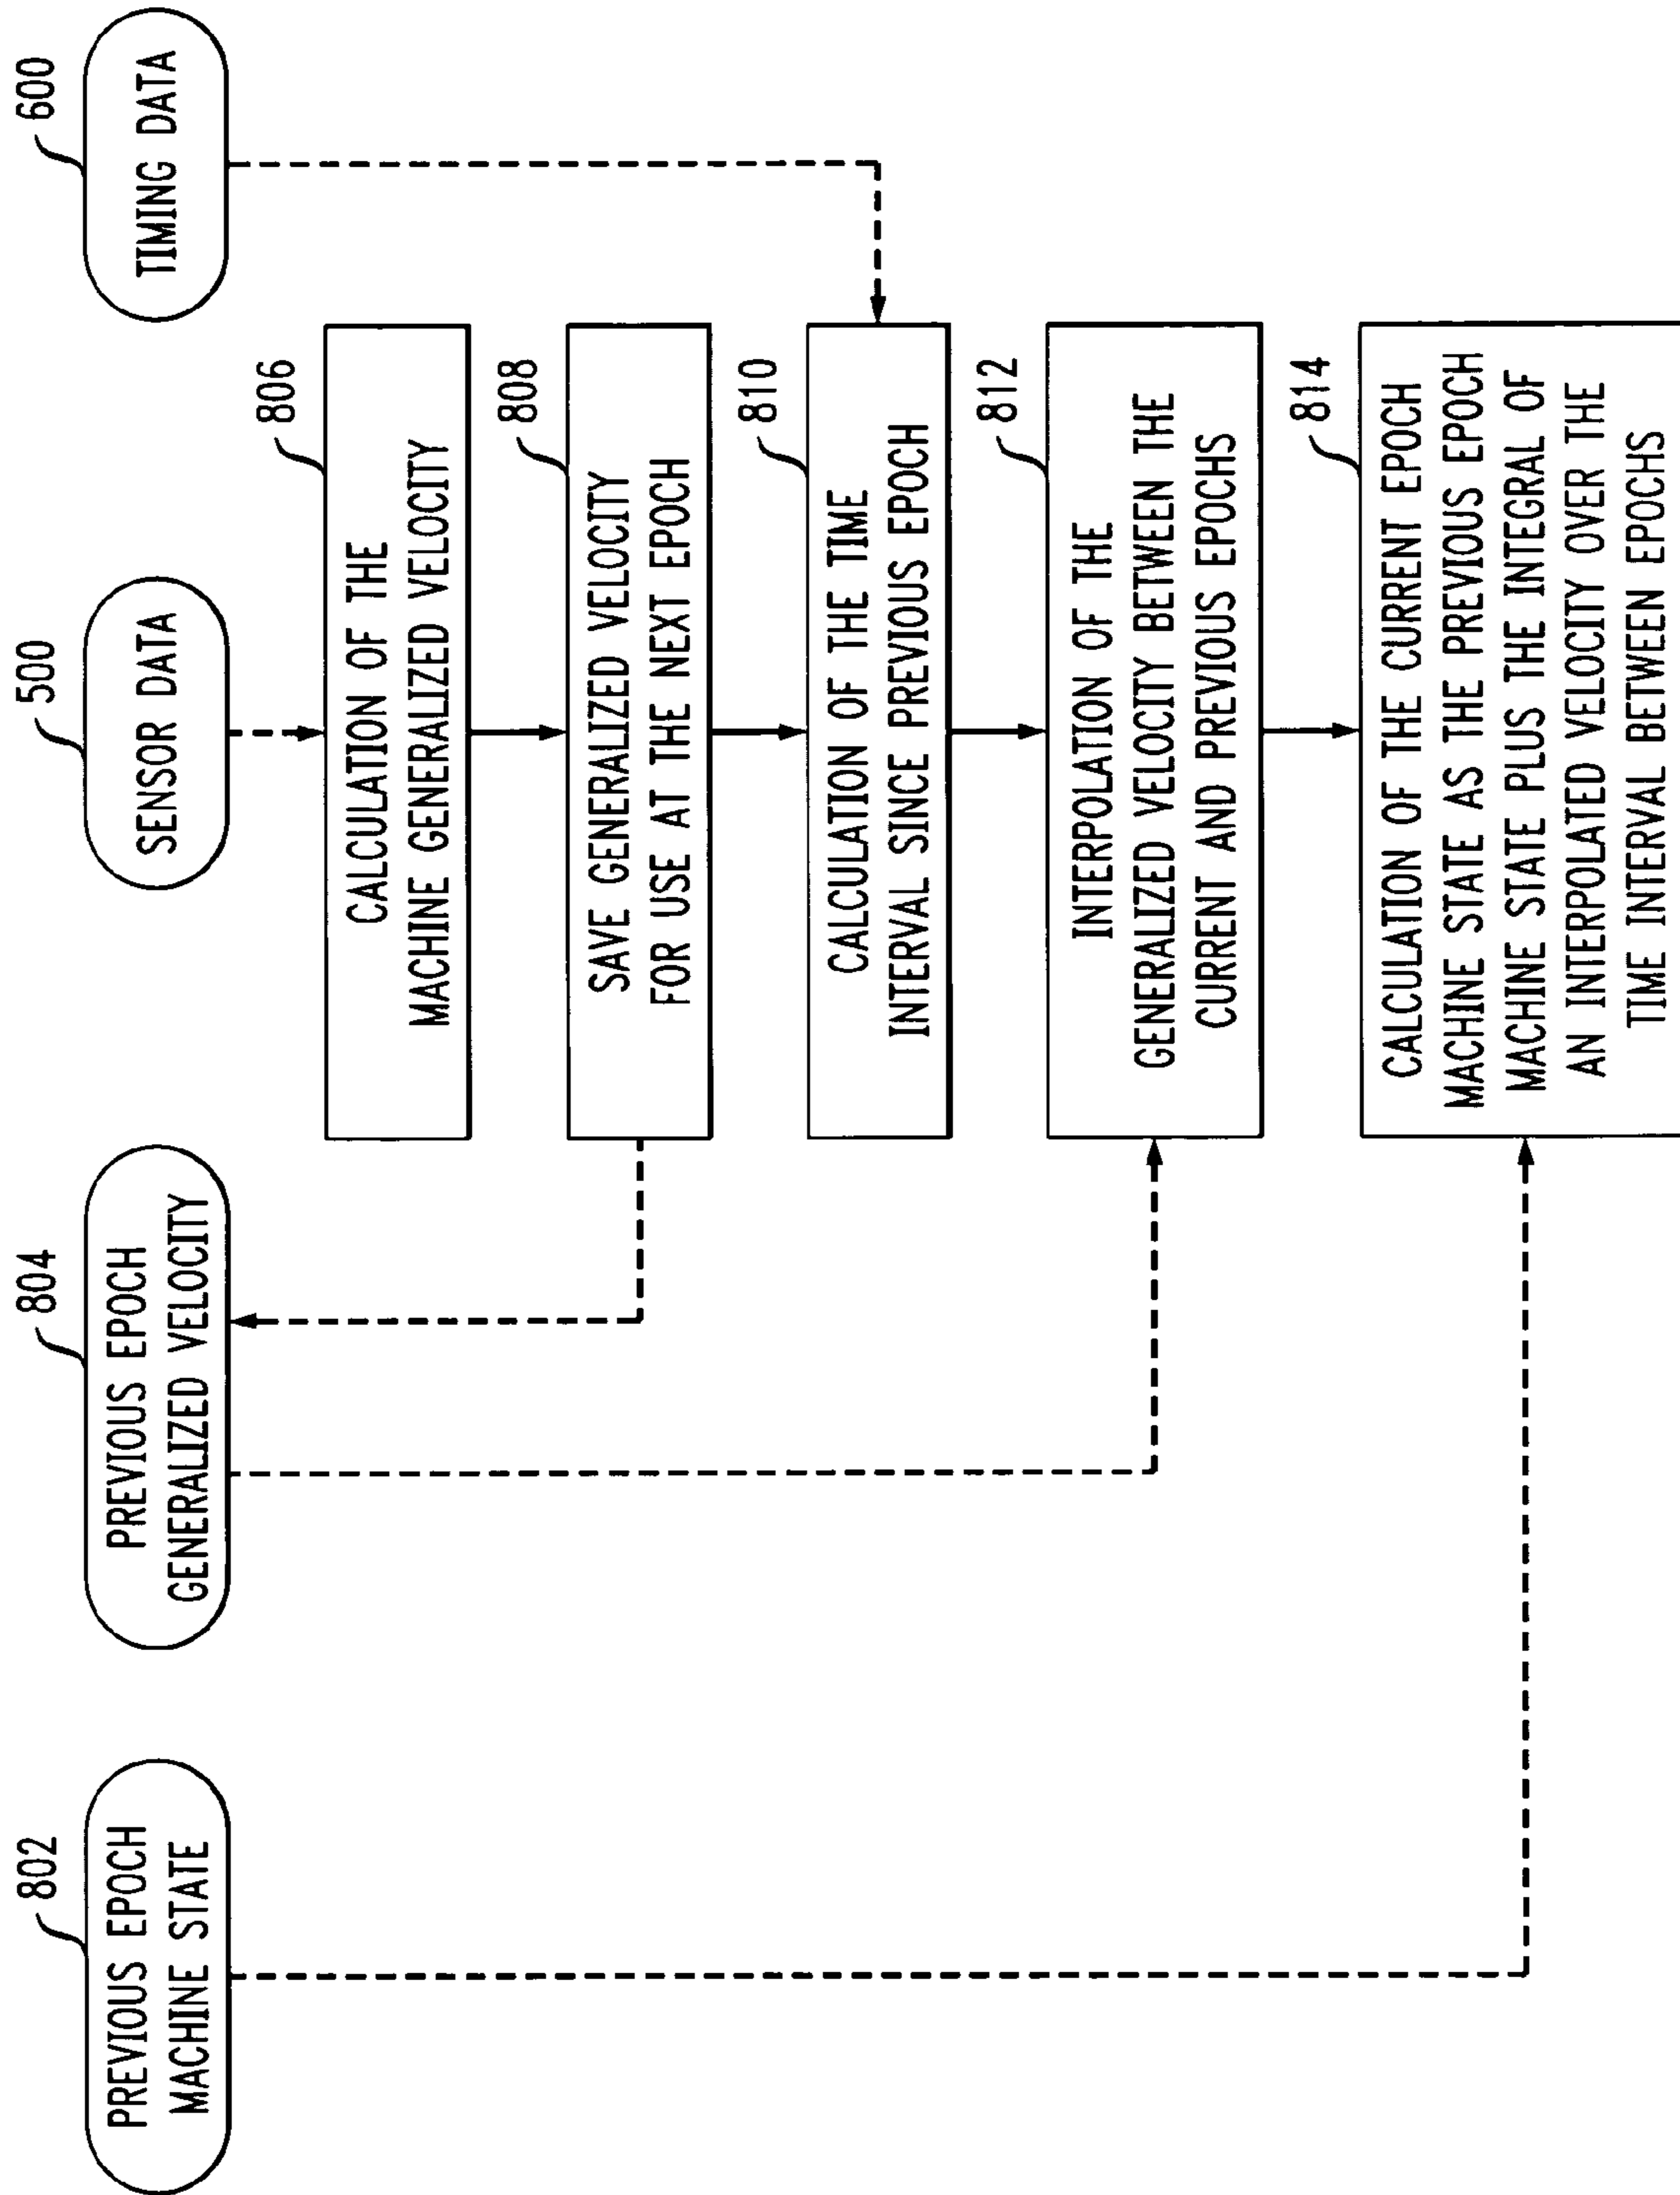 802
PREVIOUS EPOCH
MACHINE STATE
804
PREVIOUS EPOCH
GENERALIZED VELOCITY
500
SENSOR DATA
600
TIMING DATA
806
CALCULATION OF THE
MACHINE GENERALIZED VELOCITY
808
SAVE GENERALIZED VELOCITY
FOR USE AT THE NEXT EPOCH
810
CALCULATION OF THE TIME
INTERVAL SINCE PREVIOUS EPOCH
812
INTERPOLATION OF THE
GENERALIZED VELOCITY BETWEEN THE
CURRENT AND PREVIOUS EPOCHS
814
CALCULATION OF THE CURRENT EPOCH
MACHINE STATE AS THE PREVIOUS EPOCH
MACHINE STATE PLUS THE INTEGRAL OF
AN INTERPOLATED VELOCITY OVER THE
TIME INTERVAL BETWEEN EPOCHS